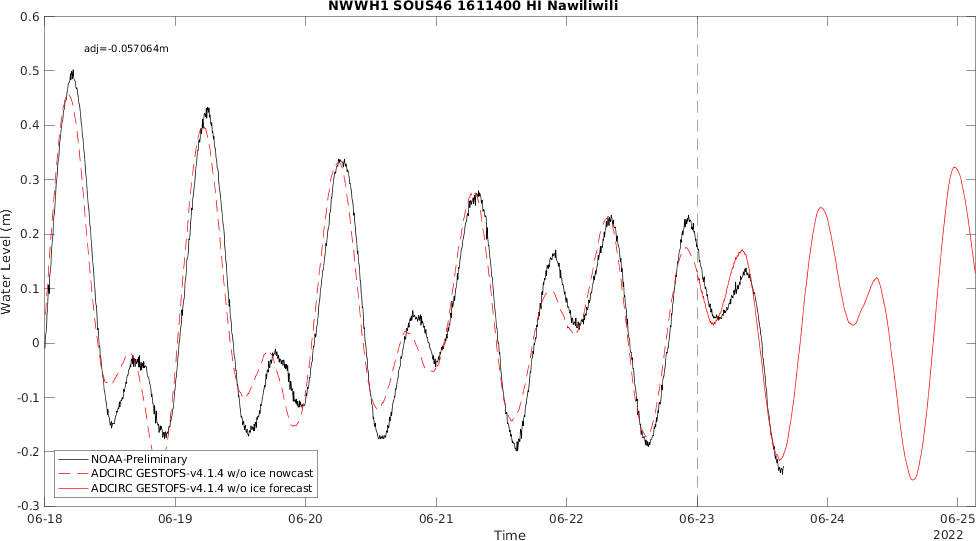 NWWH1 SOUS46 1611400 HI Nawiliwili
adj=-0.057064m
0.6
0.5
0.4
0.3
0.2
0.1
0
-0.1
-0.2
-0.3
Water Level (m)
NOAA-Preliminary
ADCIRC GESTOFS-v4.1.4 w/o ice nowcast
ADCIRC GESTOFS-v4.1.4 w/o ice forecast
06-18 06-19 06-20 06-21 06-22 06-23 06-24 06-25
Time
2022